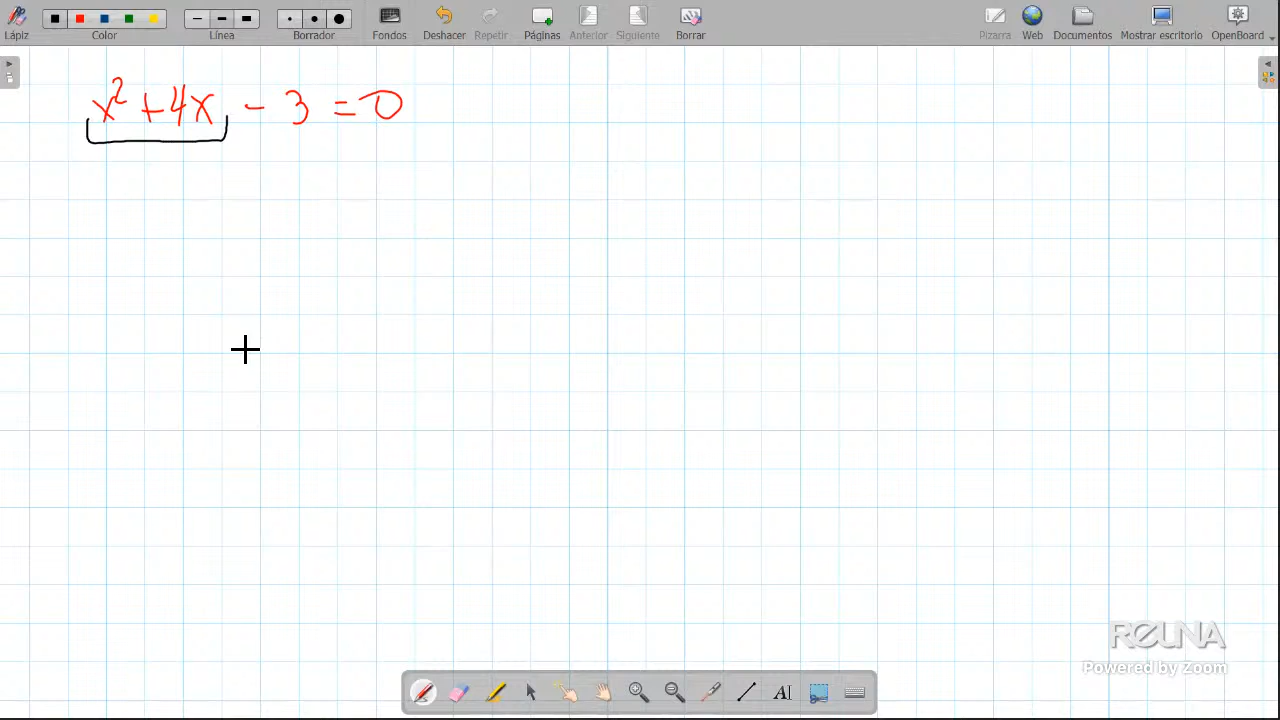 Lápiz Color Línea Borrador Fondos Deshacer Repetir Páginas Anterior Siguiente Borrar Pizarra Web Documentos Mostrar escritorio OpenBoard
x² + 4x - 3 = 0
REUNA
Powered by Zoom
AI